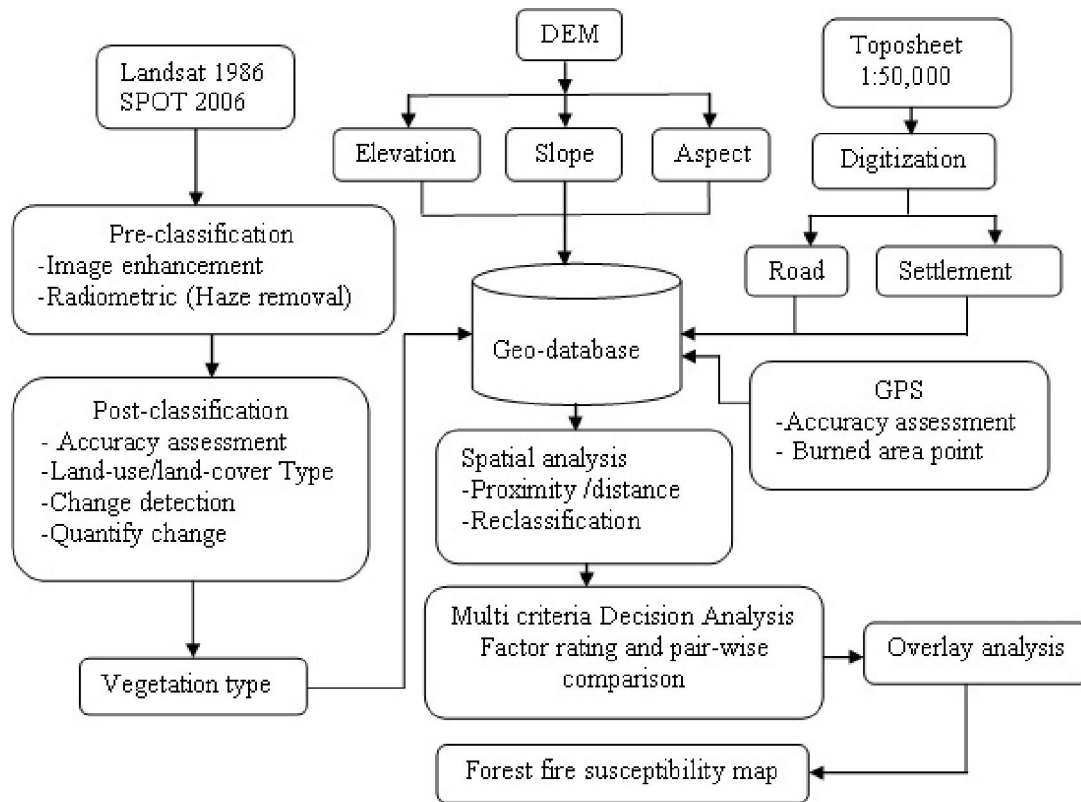 Landsat 1986
SPOT 2006
Pre-classification
-Image enhancement
-Radiometric (Haze removal)
Post-classification
- Accuracy assessment
-Land-use/land-cover Type
-Change detection
-Quantify change
Vegetation type
DEM
Elevation
Slope
Aspect
Toposheet
1:50,000
Digitization
Road
Settlement
Geo-database
GPS
-Accuracy assessment
- Burned area point
Spatial analysis
-Proximity /distance
-Reclassification
Multi criteria Decision Analysis
Factor rating and pair-wise
comparison
Overlay analysis
Forest fire susceptibility map